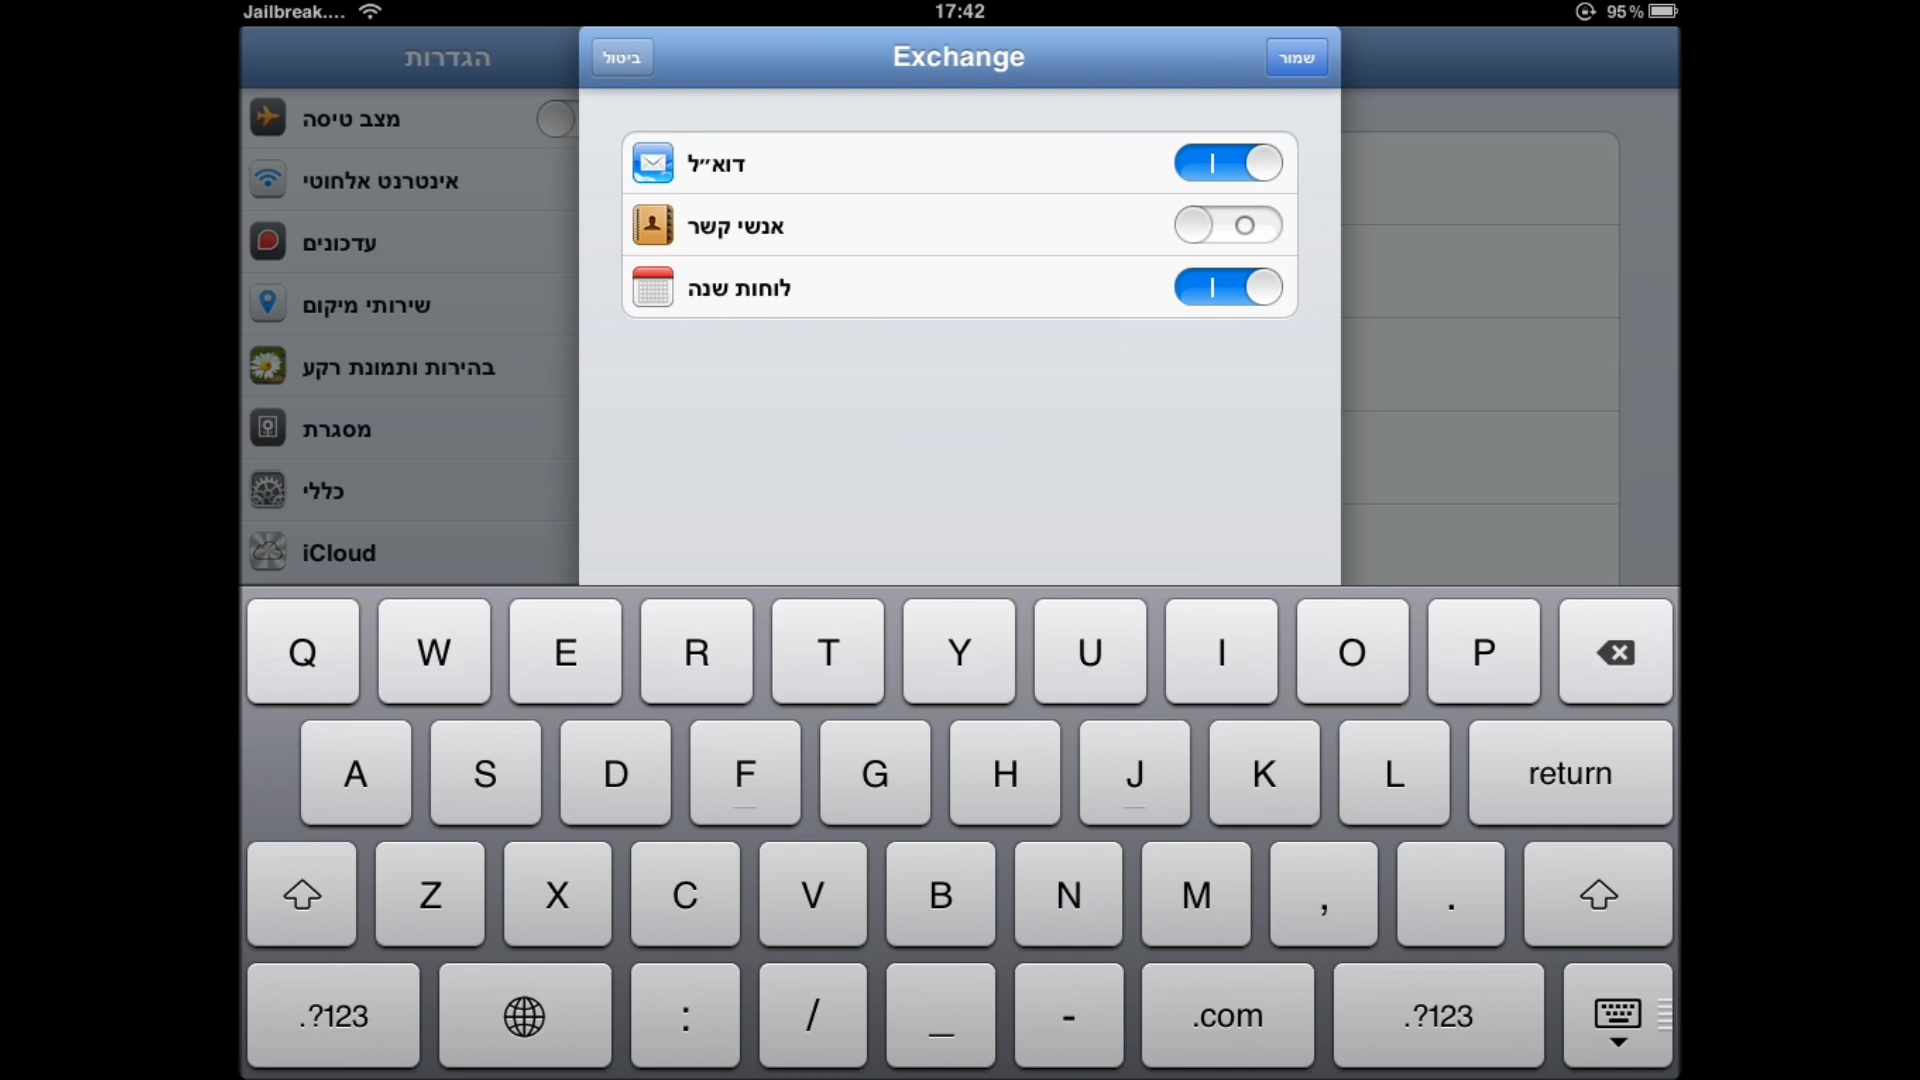 Jailbreak.... 17:42 95%
הגדרות
ביטול Exchange שמור
מצב טיסה
אינטרנט אלחוטי
עדכונים
שירותי מיקום
בהירות ותמונת רקע
מסגרת
כללי
iCloud
דוא״ל
אנשי קשר
לוחות שנה
Q W E R T Y U I O P
A S D F G H J K L return
Z X C V B N M , .
.?123 : / _ - .com .?123